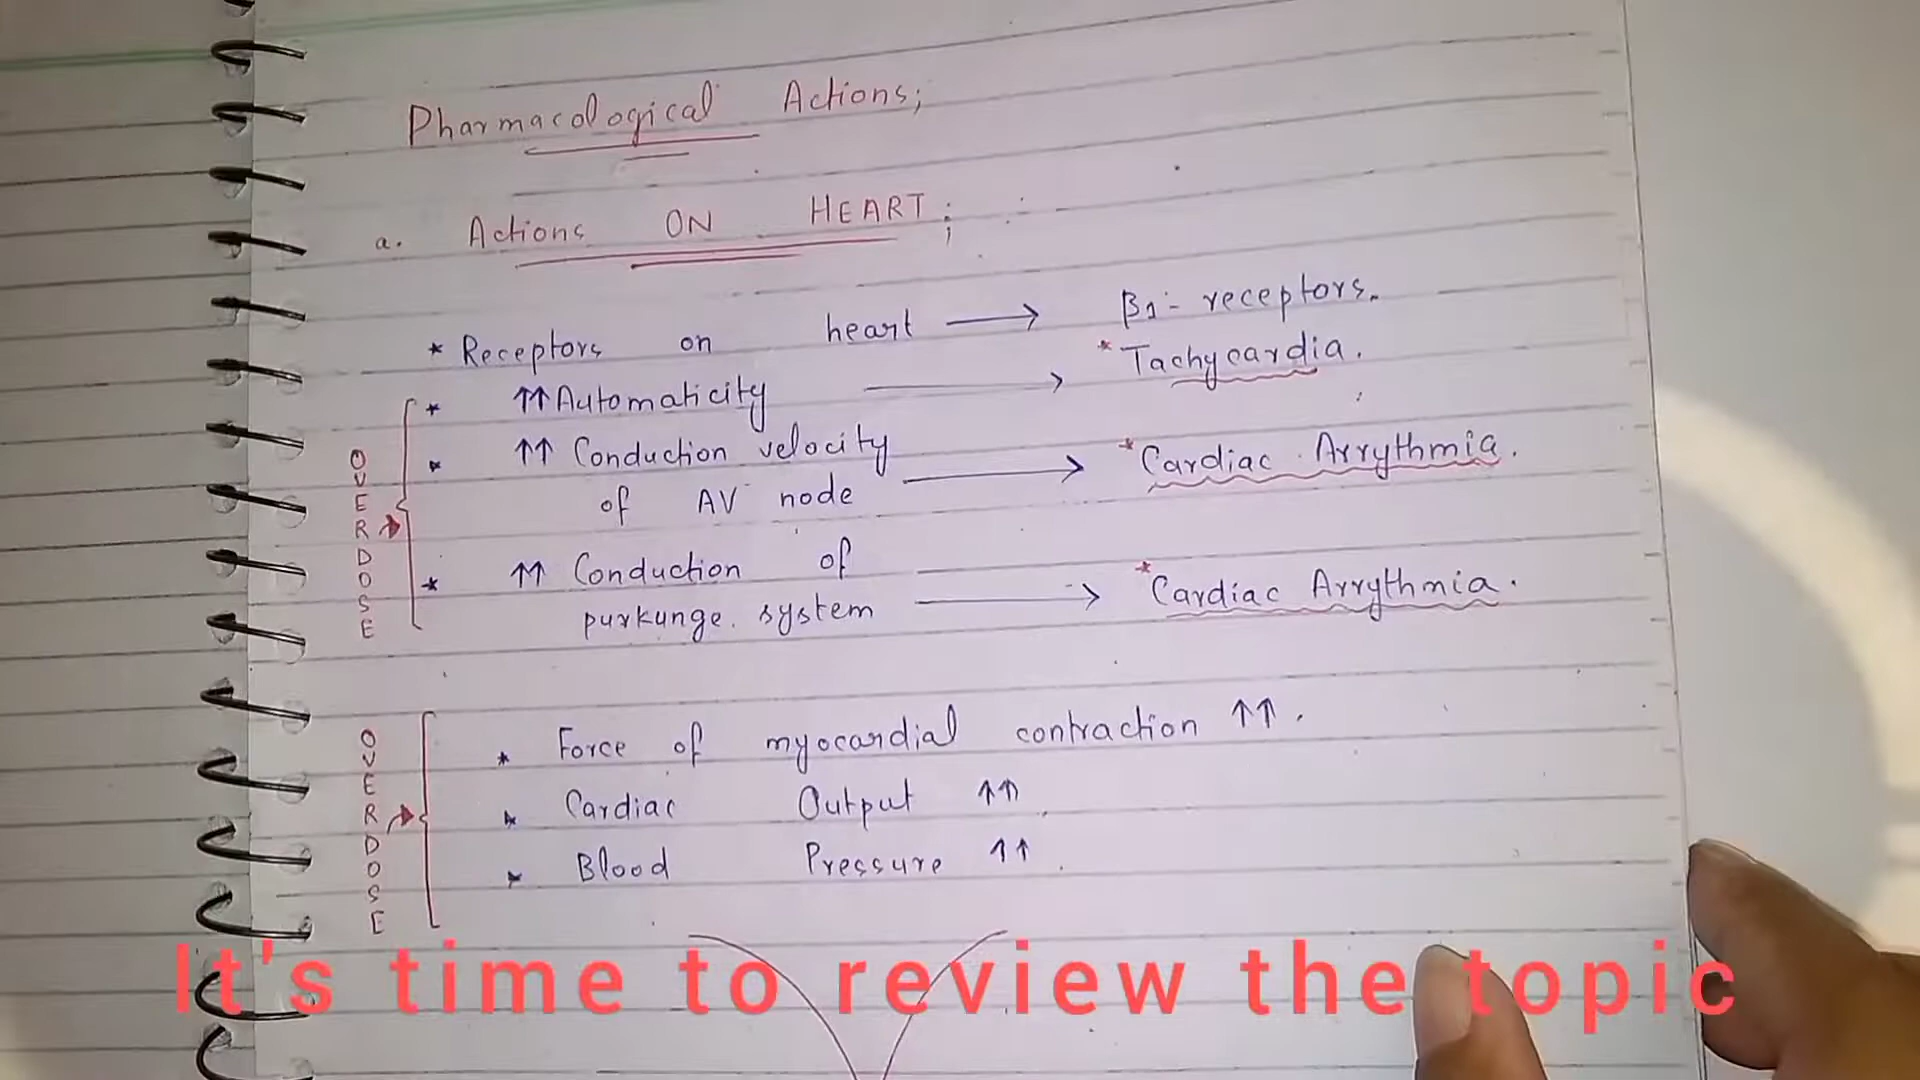 Pharmacological Actions;
a. Actions ON HEART;
* Receptors on heart → β1- receptors.
* ↑↑ Automaticity → * Tachycardia.
* ↑↑ Conduction velocity
of AV node → * Cardiac Arrythmia.
* ↑↑ Conduction of
purkunge system → * Cardiac Arrythmia.
OVERDOSE
* Force of myocardial contraction ↑↑.
* Cardiac Output ↑↑
* Blood Pressure ↑↑.
OVERDOSE
It's time to review the topic